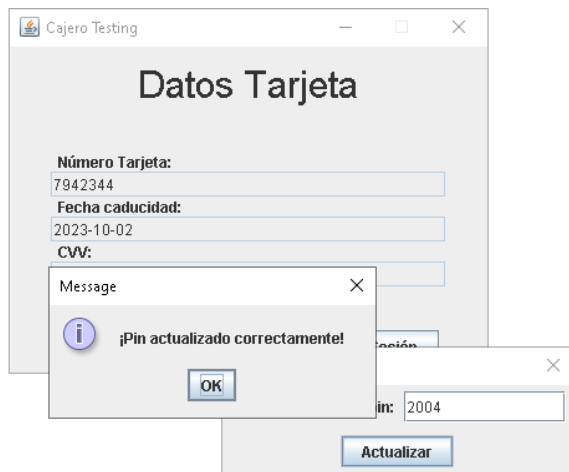 Cajero Testing
Datos Tarjeta
Número Tarjeta:
7942344
Fecha caducidad:
2023-10-02
CVV:
Message
¡Pin actualizado correctamente!
OK
2004
Actualizar